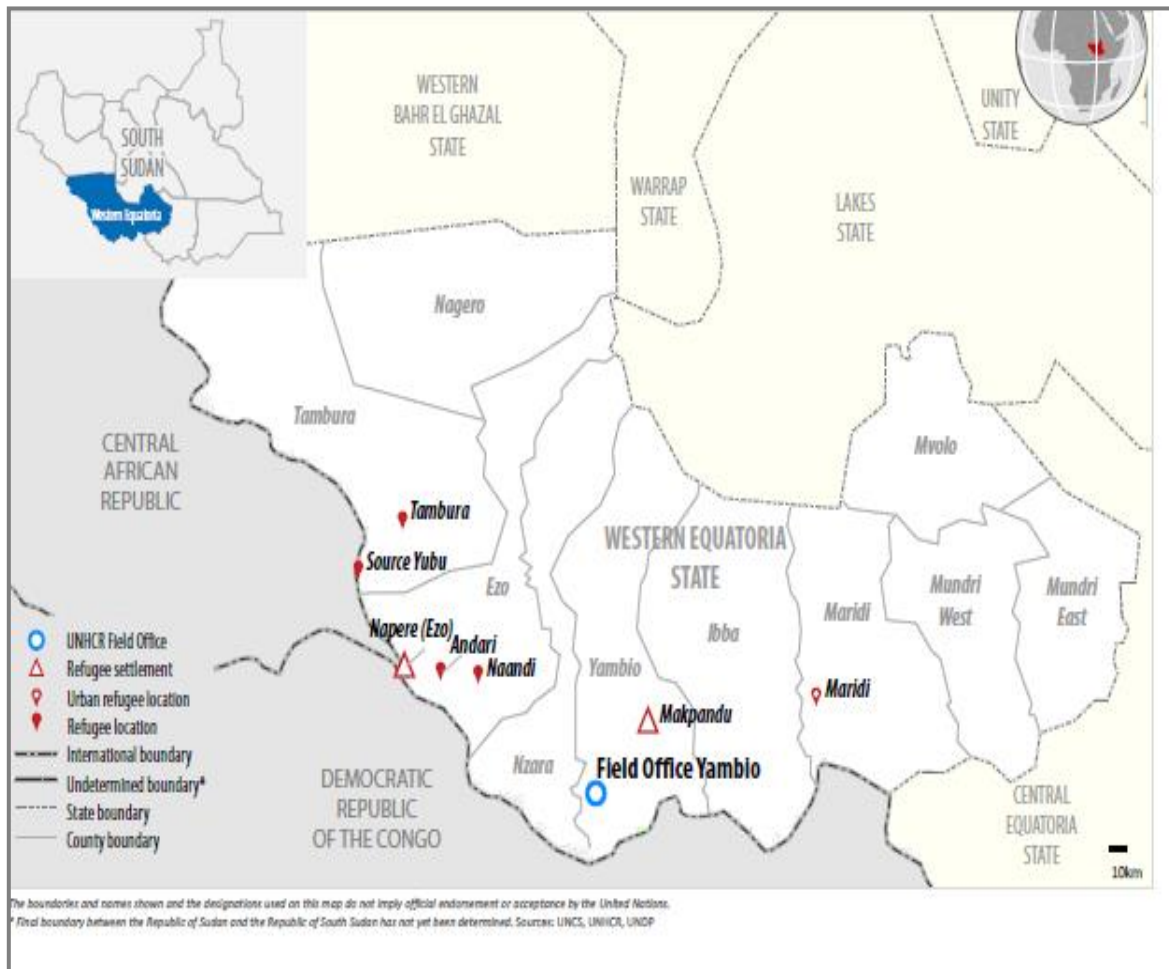 SOUTH
SUDAN
Western Equatoria
WESTERN
BAHR EL GHAZAL
STATE
WARRAP
STATE
UNITY
STATE
LAKES
STATE
Nagero
Tambura
CENTRAL
AFRICAN
REPUBLIC
Mvolo
Tambura
Source Yubu
WESTERN EQUATORIA
STATE
Ezo
Ibba
Maridi
Mundri
West
Mundri
East
Napere (Ezo)
Andari
Naandi
Yambio
Makpandu
Maridi
Nzara
Field Office Yambio
DEMOCRATIC
REPUBLIC
OF THE CONGO
CENTRAL
EQUATORIA
STATE
UNHCR Field Office
Refugee settlement
Urban refugee location
Refugee location
International boundary
Undetermined boundary*
State boundary
County boundary
10km
The boundaries and names shown and the designations used on this map do not imply official endorsement or acceptance by the United Nations.
* Final boundary between the Republic of Sudan and the Republic of South Sudan has not yet been determined. Sources: UNCS, UNHCR, UNDP